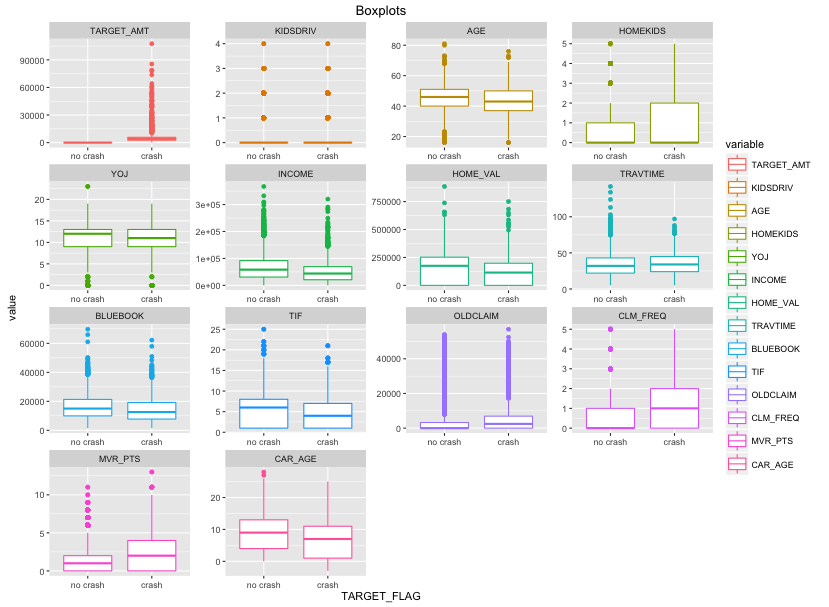 Boxplots
TARGET_AMT KIDSDRIV AGE HOMEKIDS
90000 60000 30000 0
4 3 2 1 0
80 60 40 20
5 4 3 2 1 0
no crash crash no crash crash no crash crash no crash crash
YOJ INCOME HOME_VAL TRAVTIME
20 15 10 5 0
3e+05 2e+05 1e+05 0e+00
750000 500000 250000 0
100 50 0
no crash crash no crash crash no crash crash no crash crash
BLUEBOOK TIF OLDCLAIM CLM_FREQ
60000 40000 20000 0
25 20 15 10 5 0
40000 20000 0
5 4 3 2 1 0
no crash crash no crash crash no crash crash no crash crash
MVR_PTS CAR_AGE
10 5 0
20 10 0
no crash crash no crash crash
value
TARGET_FLAG
variable
TARGET_AMT
KIDSDRIV
AGE
HOMEKIDS
YOJ
INCOME
HOME_VAL
TRAVTIME
BLUEBOOK
TIF
OLDCLAIM
CLM_FREQ
MVR_PTS
CAR_AGE